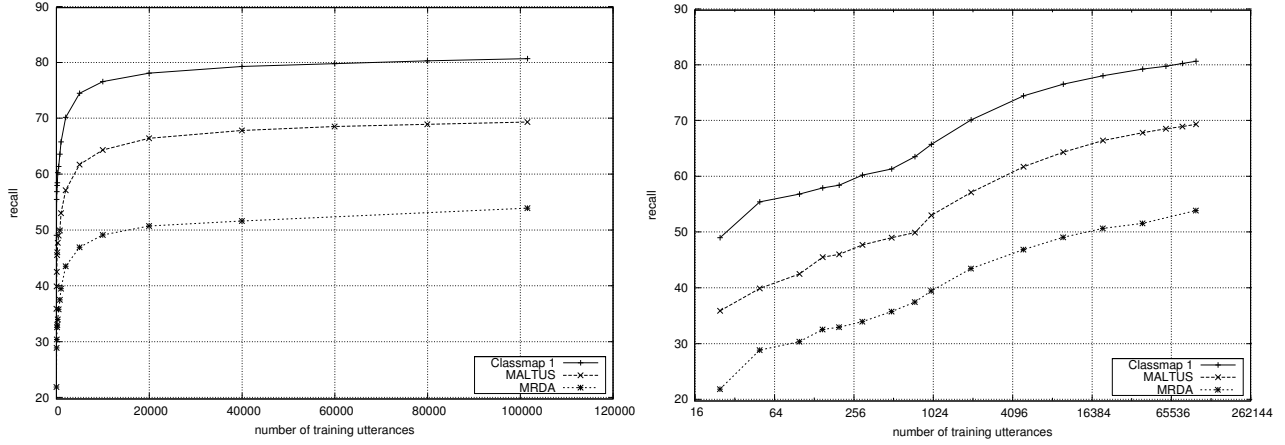 90
80
70
60
50
40
30
20
recall
0 20000 40000 60000 80000 100000 120000
number of training utterances
Classmap 1
MALTUS
MRDA
90
80
70
60
50
40
30
20
recall
16 64 256 1024 4096 16384 65536 262144
number of training utterances
Classmap 1
MALTUS
MRDA